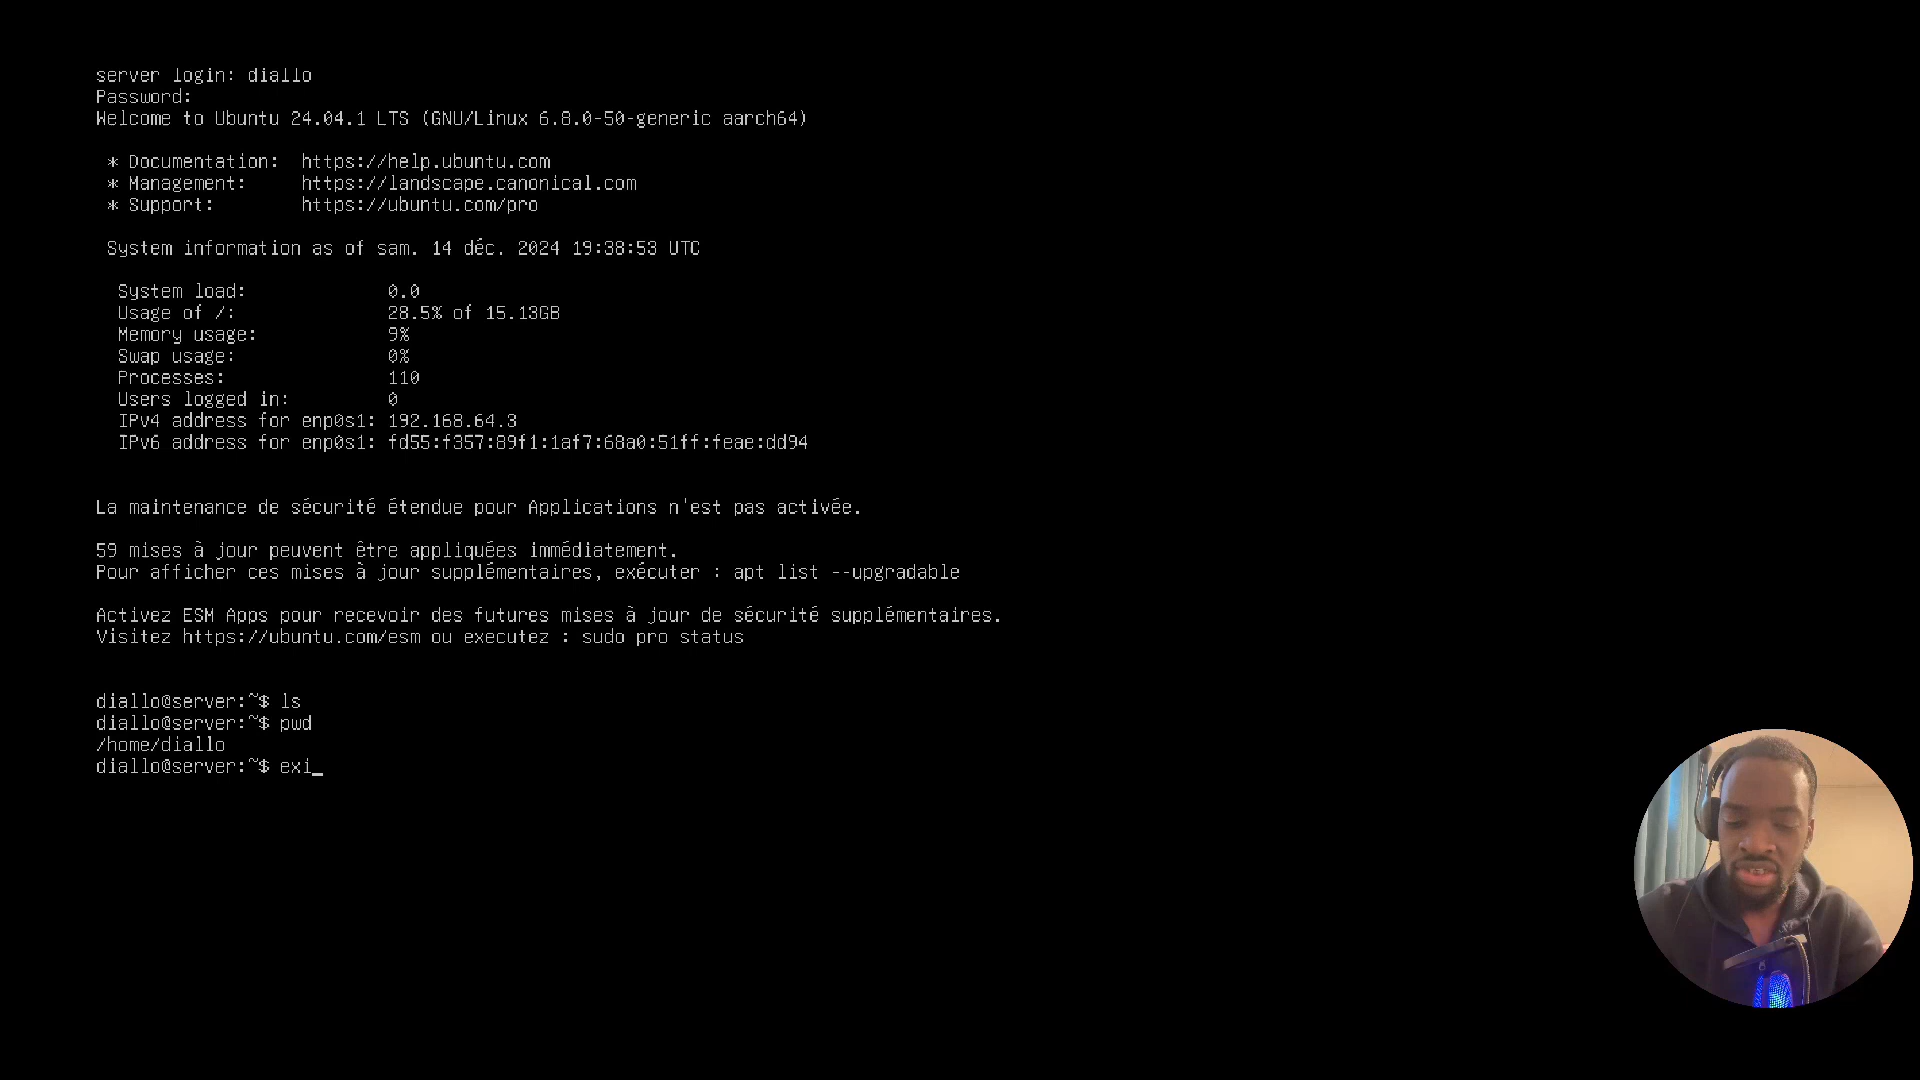 server login: diallo
Password:
Welcome to Ubuntu 24.04.1 LTS (GNU/Linux 6.8.0-50-generic aarch64)
* Documentation:  https://help.ubuntu.com
* Management:     https://landscape.canonical.com
* Support:        https://ubuntu.com/pro
System information as of sam. 14 déc. 2024 19:38:53 UTC
System load:             0.0
Usage of /:              28.5% of 15.13GB
Memory usage:            9%
Swap usage:              0%
Processes:               110
Users logged in:         0
IPv4 address for enp0s1: 192.168.64.3
IPv6 address for enp0s1: fd55:f357:89f1:1af7:68a0:51ff:feae:dd94
La maintenance de sécurité étendue pour Applications n'est pas activée.
59 mises à jour peuvent être appliquées immédiatement.
Pour afficher ces mises à jour supplémentaires, exécuter : apt list --upgradable
Activez ESM Apps pour recevoir des futures mises à jour de sécurité supplémentaires.
Visitez https://ubuntu.com/esm ou executez : sudo pro status
diallo@server:~$ ls
diallo@server:~$ pwd
/home/diallo
diallo@server:~$ exi_